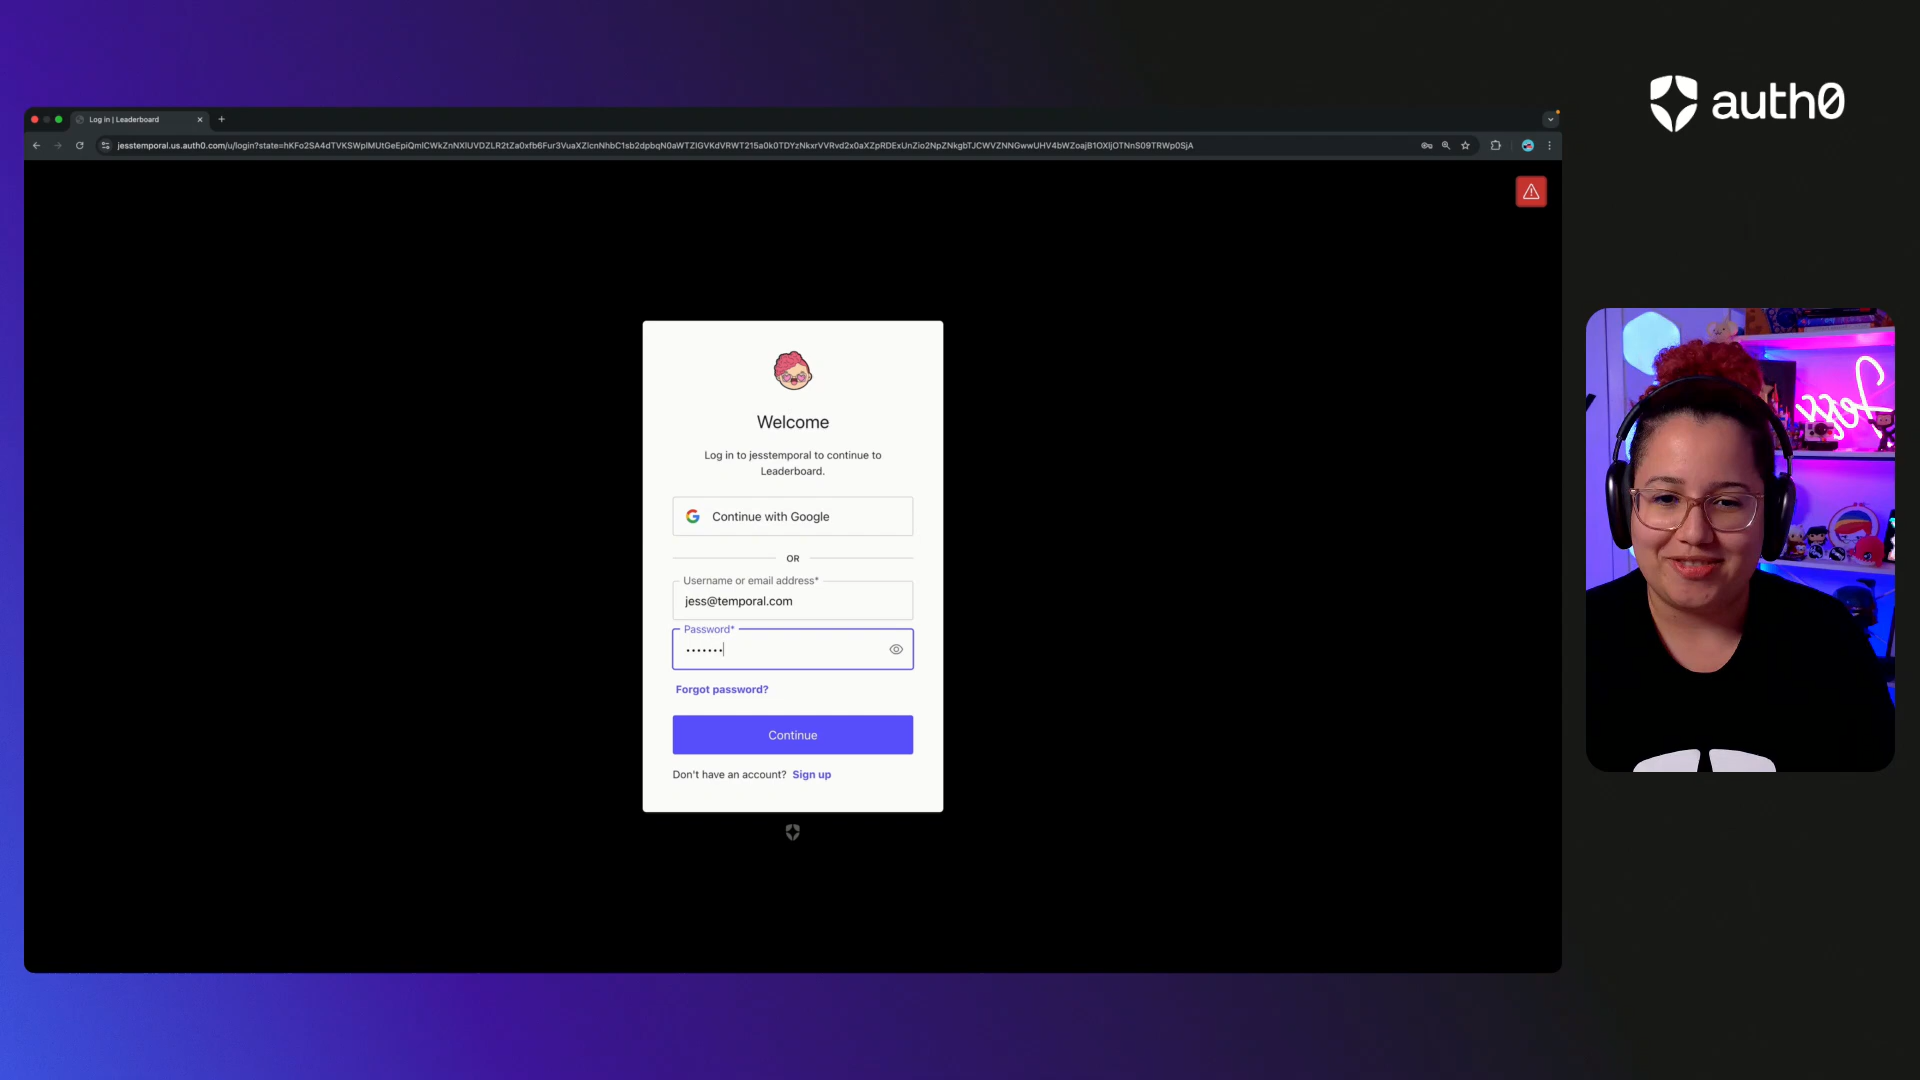 auth0
Log in | Leaderboard
Welcome
Log in to jesstemporal to continue to
Leaderboard.
Continue with Google
OR
Username or email address*
jess@temporal.com
Password*
•••••••
Forgot password?
Continue
Don't have an account? Sign up
Jess